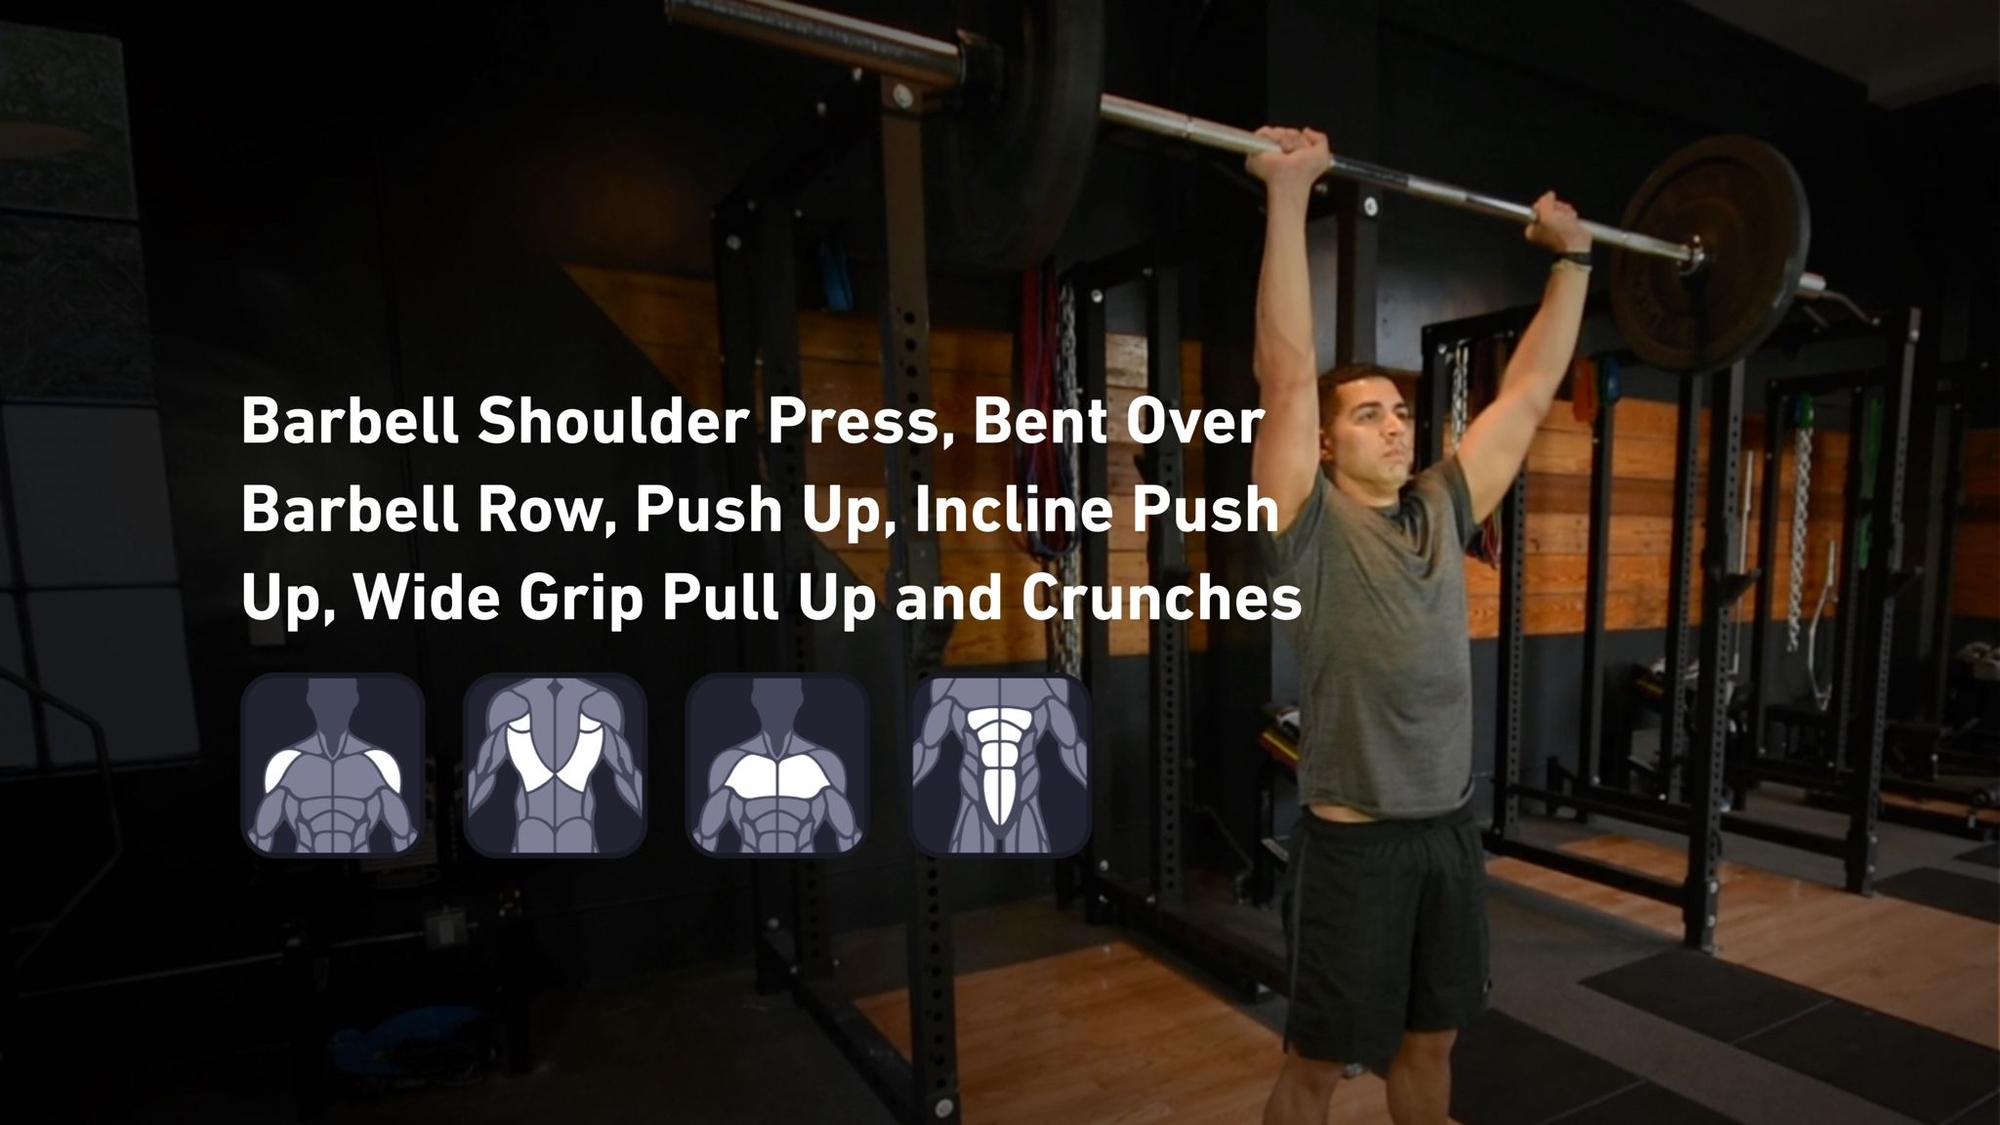 Barbell Shoulder Press, Bent Over
Barbell Row, Push Up, Incline Push
Up, Wide Grip Pull Up and Crunches